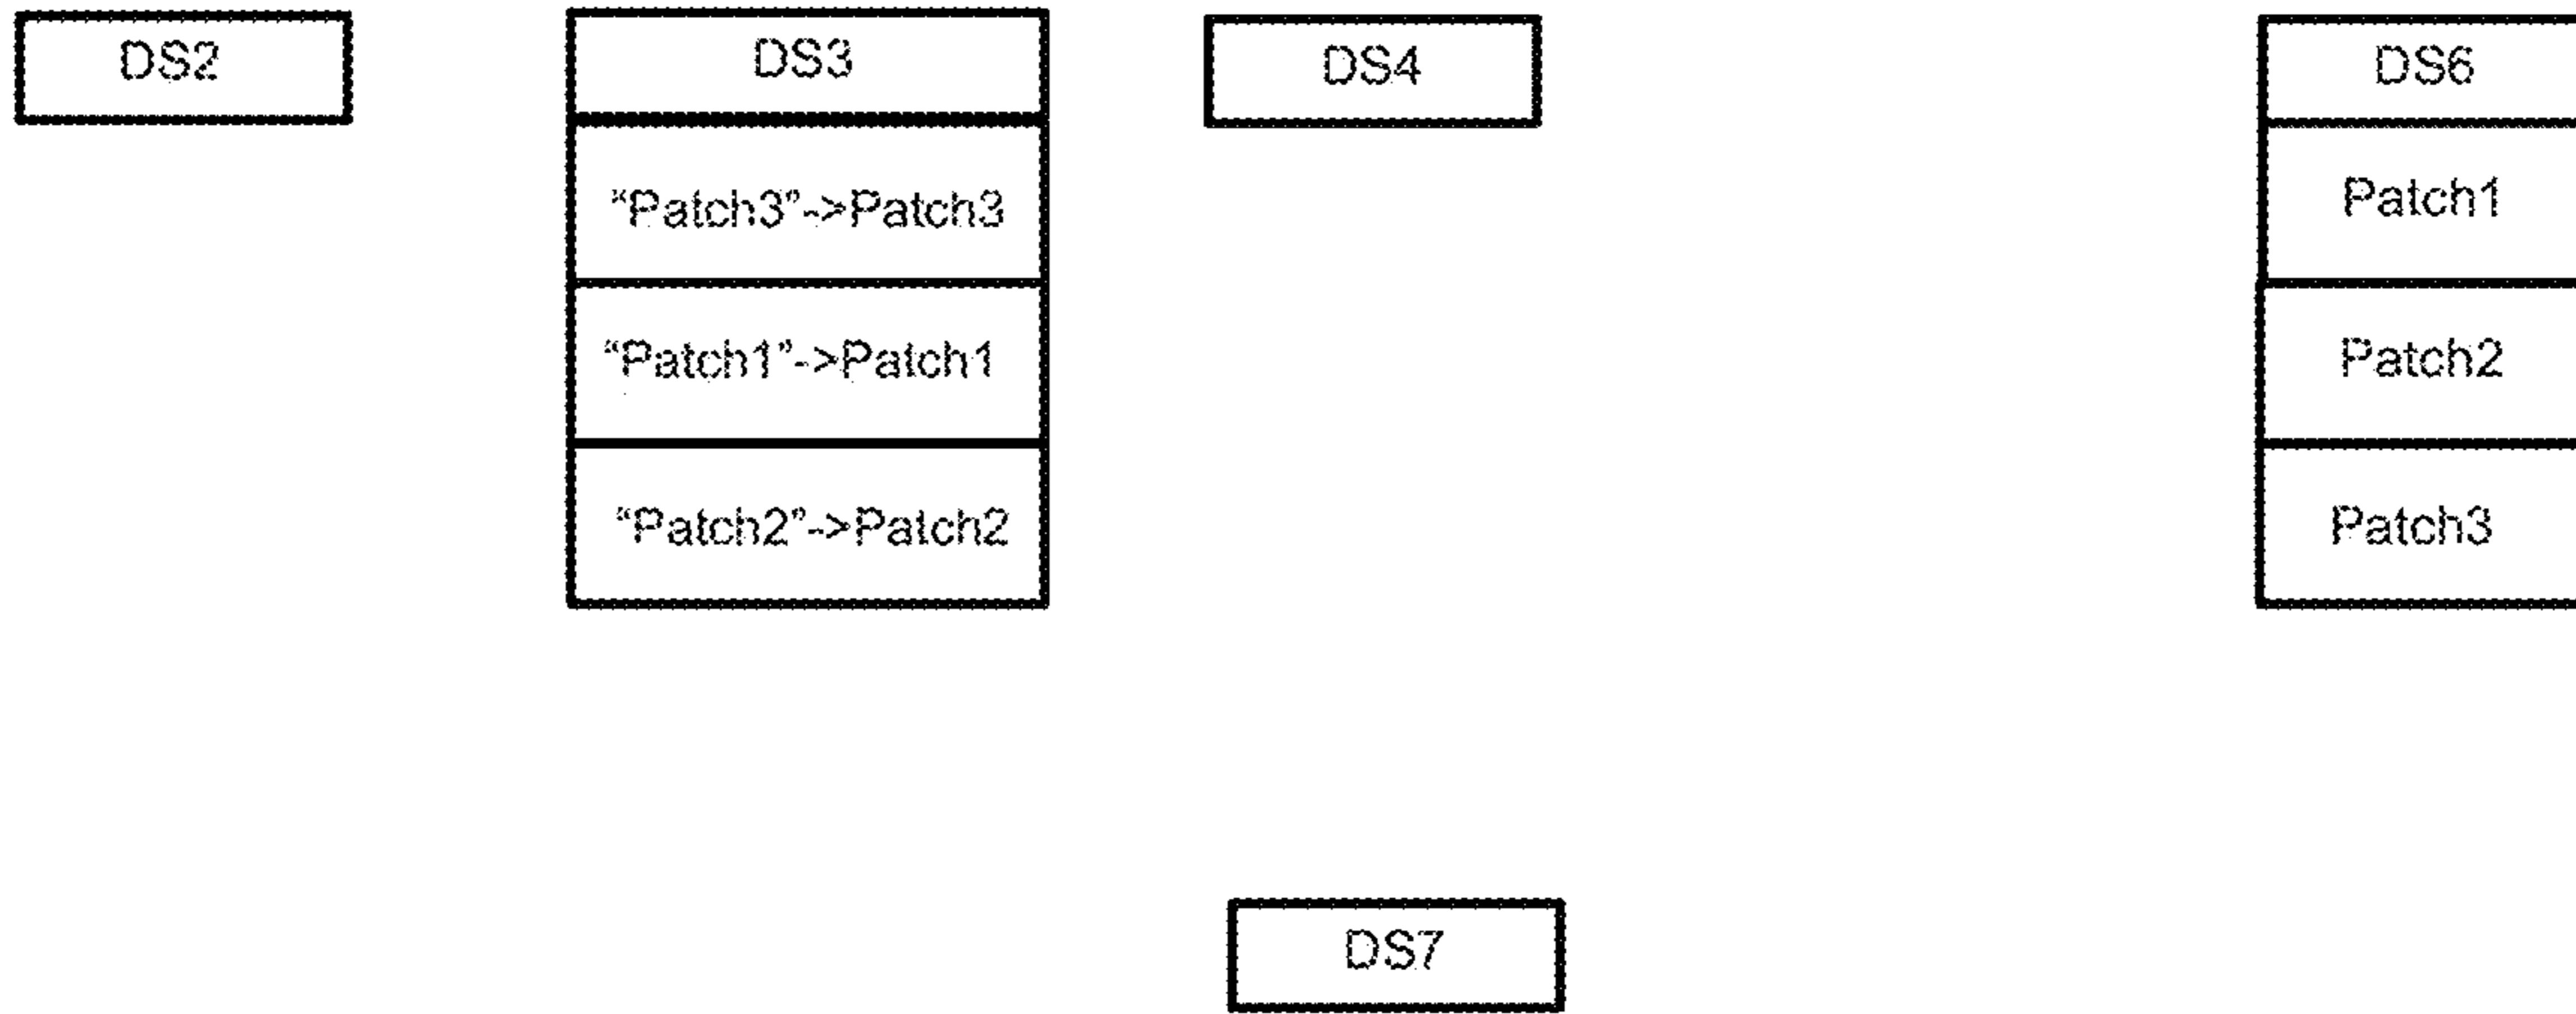 DS2
DS3
“Patch3”->Patch3
“Patch1”->Patch1
“Patch2”->Patch2
DS4
DS6
Patch1
Patch2
Patch3
DS7